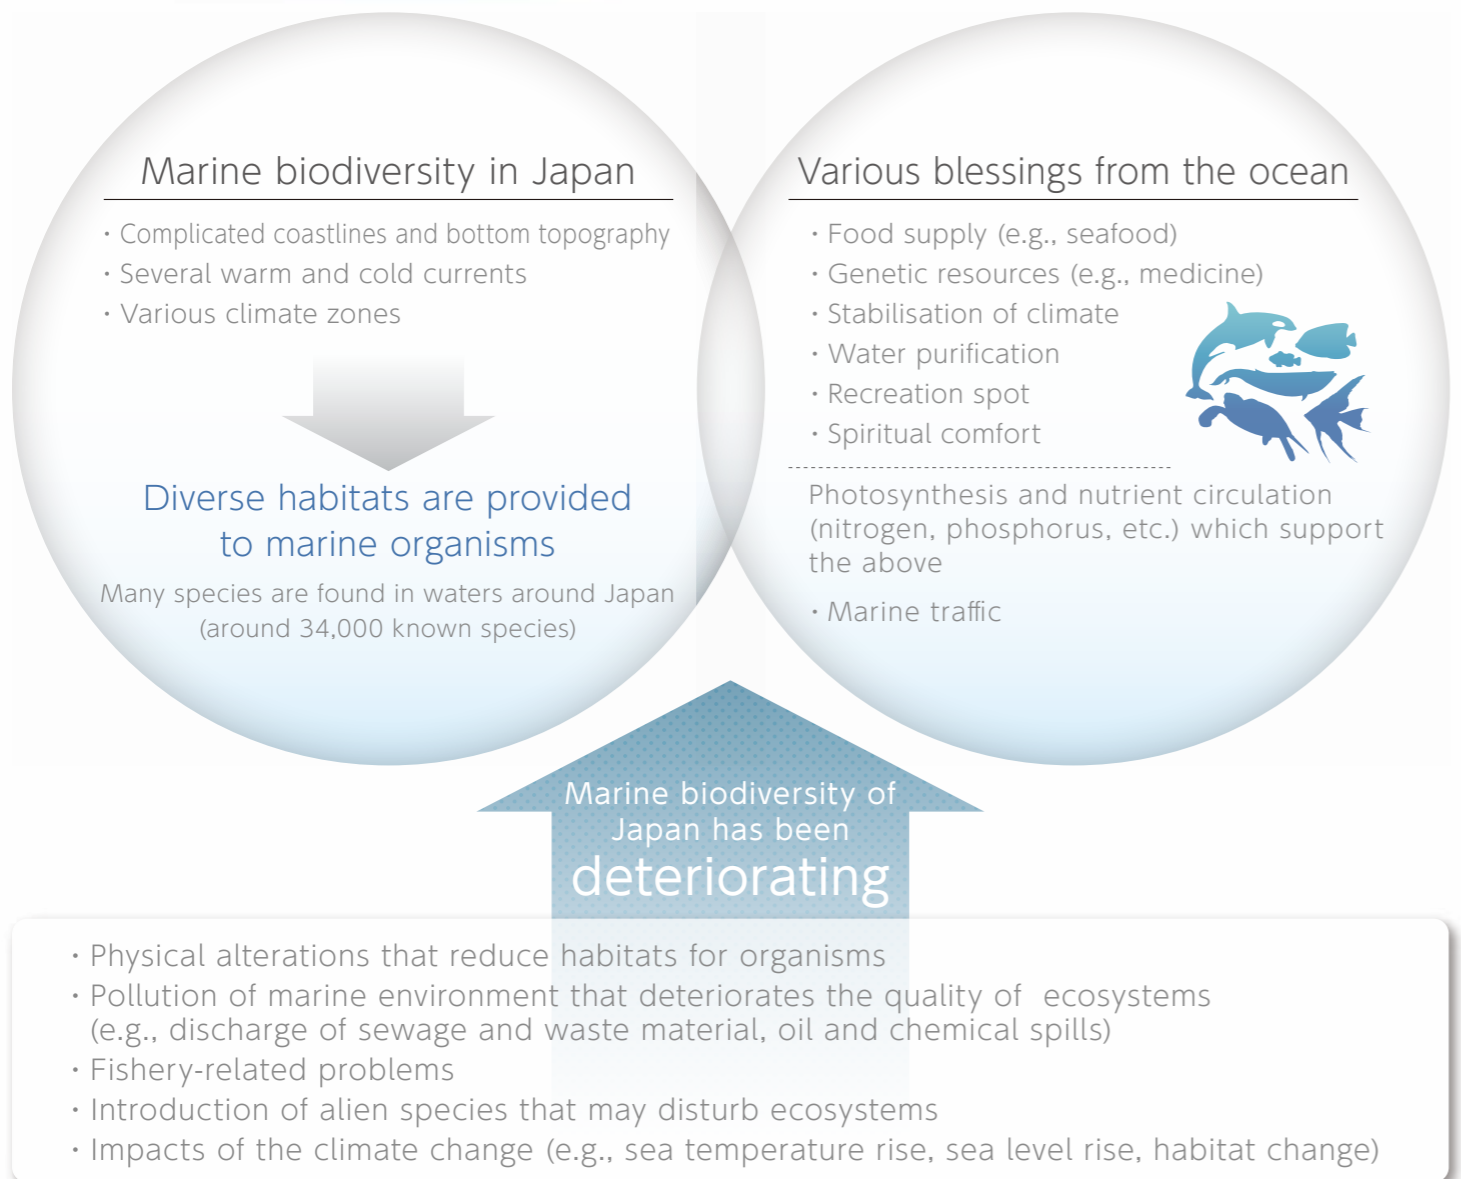 Marine biodiversity in Japan
・Complicated coastlines and bottom topography
・Several warm and cold currents
・Various climate zones
Diverse habitats are provided
to marine organisms
Many species are found in waters around Japan
(around 34,000 known species)
Various blessings from the ocean
・Food supply (e.g., seafood)
・Genetic resources (e.g., medicine)
・Stabilisation of climate
・Water purification
・Recreation spot
・Spiritual comfort
Photosynthesis and nutrient circulation
(nitrogen, phosphorus, etc.) which support
the above
・Marine traffic
Marine biodiversity of
Japan has been
deteriorating
・Physical alterations that reduce habitats for organisms
・Pollution of marine environment that deteriorates the quality of ecosystems
(e.g., discharge of sewage and waste material, oil and chemical spills)
・Fishery-related problems
・Introduction of alien species that may disturb ecosystems
・Impacts of the climate change (e.g., sea temperature rise, sea level rise, habitat change)